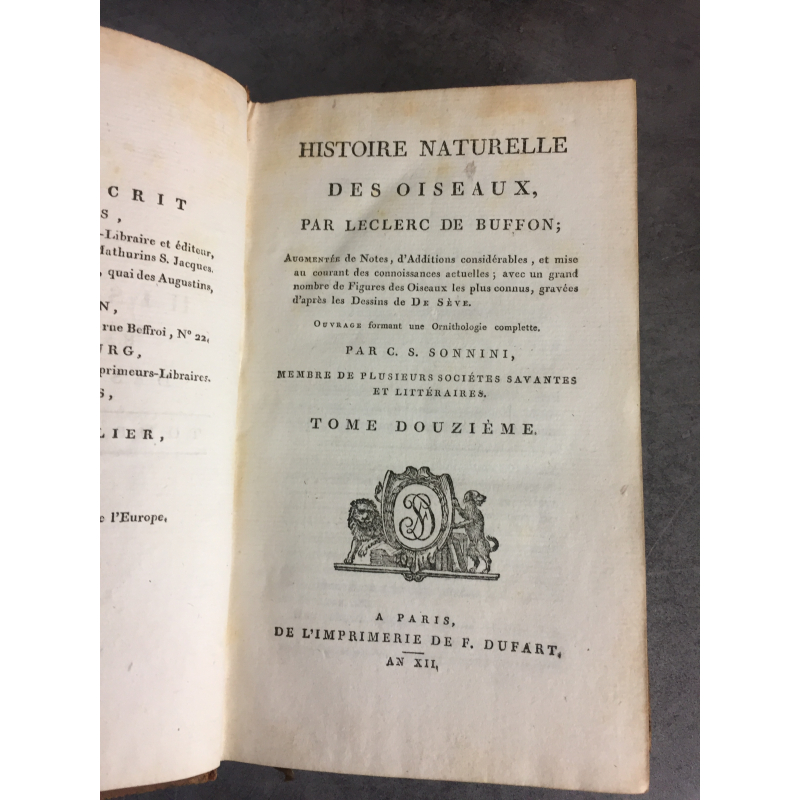 CRIT
S,
-Libraire et éditeur,
Mathurins S. Jacques.
, quai des Augustins,
N,
rne Beffroi, N° 22,
URG,
primeurs-Libraires.
S,
LIER,
e l'Europe,
HISTOIRE NATURELLE
DES OISEAUX,
PAR LECLERC DE BUFFON;
AUGMENTÉE de Notes, d'Additions considérables, et mise
au courant des connoissances actuelles; avec un grand
nombre de Figures des Oiseaux les plus connus, gravées
d'après les Dessins de DE SÈVE.
OUVRAGE formant une Ornithologie complette.
PAR C. S. SONNINI,
MEMBRE DE PLUSIEURS SOCIÉTES SAVANTES
ET LITTÉRAIRES.
TOME DOUZIÈME.
A PARIS,
DE L'IMPRIMERIE DE F. DUFART,
AN XII,